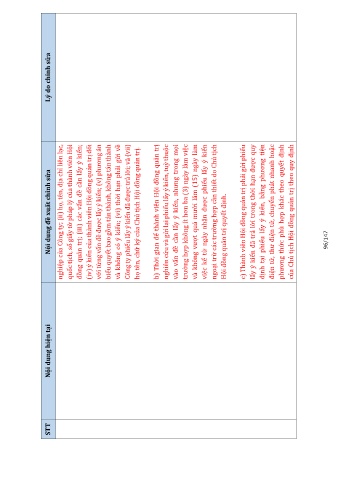 STT
Nội dung hiện tại
Nội dung đề xuất chỉnh sửa
Lý do chỉnh sửa
nghiệp của Công ty; (ii) họ, tên, địa chỉ liên lạc,
quốc tịch, số giấy tờ pháp lý của thành viên Hội
đồng quản trị; (iii) các vấn đề cần lấy ý kiến;
(iv) ý kiến của thành viên Hội đồng quản trị đối
với từng vấn đề được lấy ý kiến; (v) phương án
biểu quyết bao gồm tán thành, không tán thành
và không có ý kiến; (vi) thời hạn phải gửi về
Công ty phiếu lấy ý kiến đã được trả lời; và (vii)
họ tên, chữ ký của Chủ tịch Hội đồng quản trị
b) Thời gian để thành viên Hội đồng quản trị
nghiên cứu và gửi lại phiếu lấy ý kiến, tuỳ thuộc
vào vấn đề cần lấy ý kiến, nhưng trong mọi
trường hợp không ít hơn ba (3) ngày làm việc
và không vượt quá mười lăm (15) ngày làm
việc kể từ ngày nhận được phiếu lấy ý kiến
ngoại trừ các trường hợp cần thiết do Chủ tịch
Hội đồng quản trị quyết định.
c) Thành viên Hội đồng quản trị phải gửi phiếu
lấy ý kiến đã trả lời trong thời hạn được quy
định tại phiếu lấy ý kiến, bằng phương tiện
điện tử, thư điện tử, chuyển phát nhanh hoặc
phương thức phù hợp khác theo quyết định
của Chủ tịch Hội đồng quản trị theo quy định
96/147